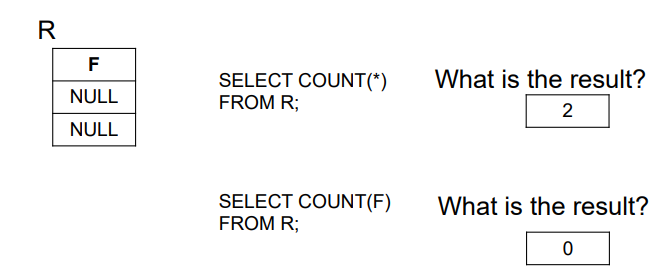 R
F
NULL
NULL
SELECT COUNT(*)
FROM R;
What is the result?
2
SELECT COUNT(F)
FROM R;
What is the result?
0